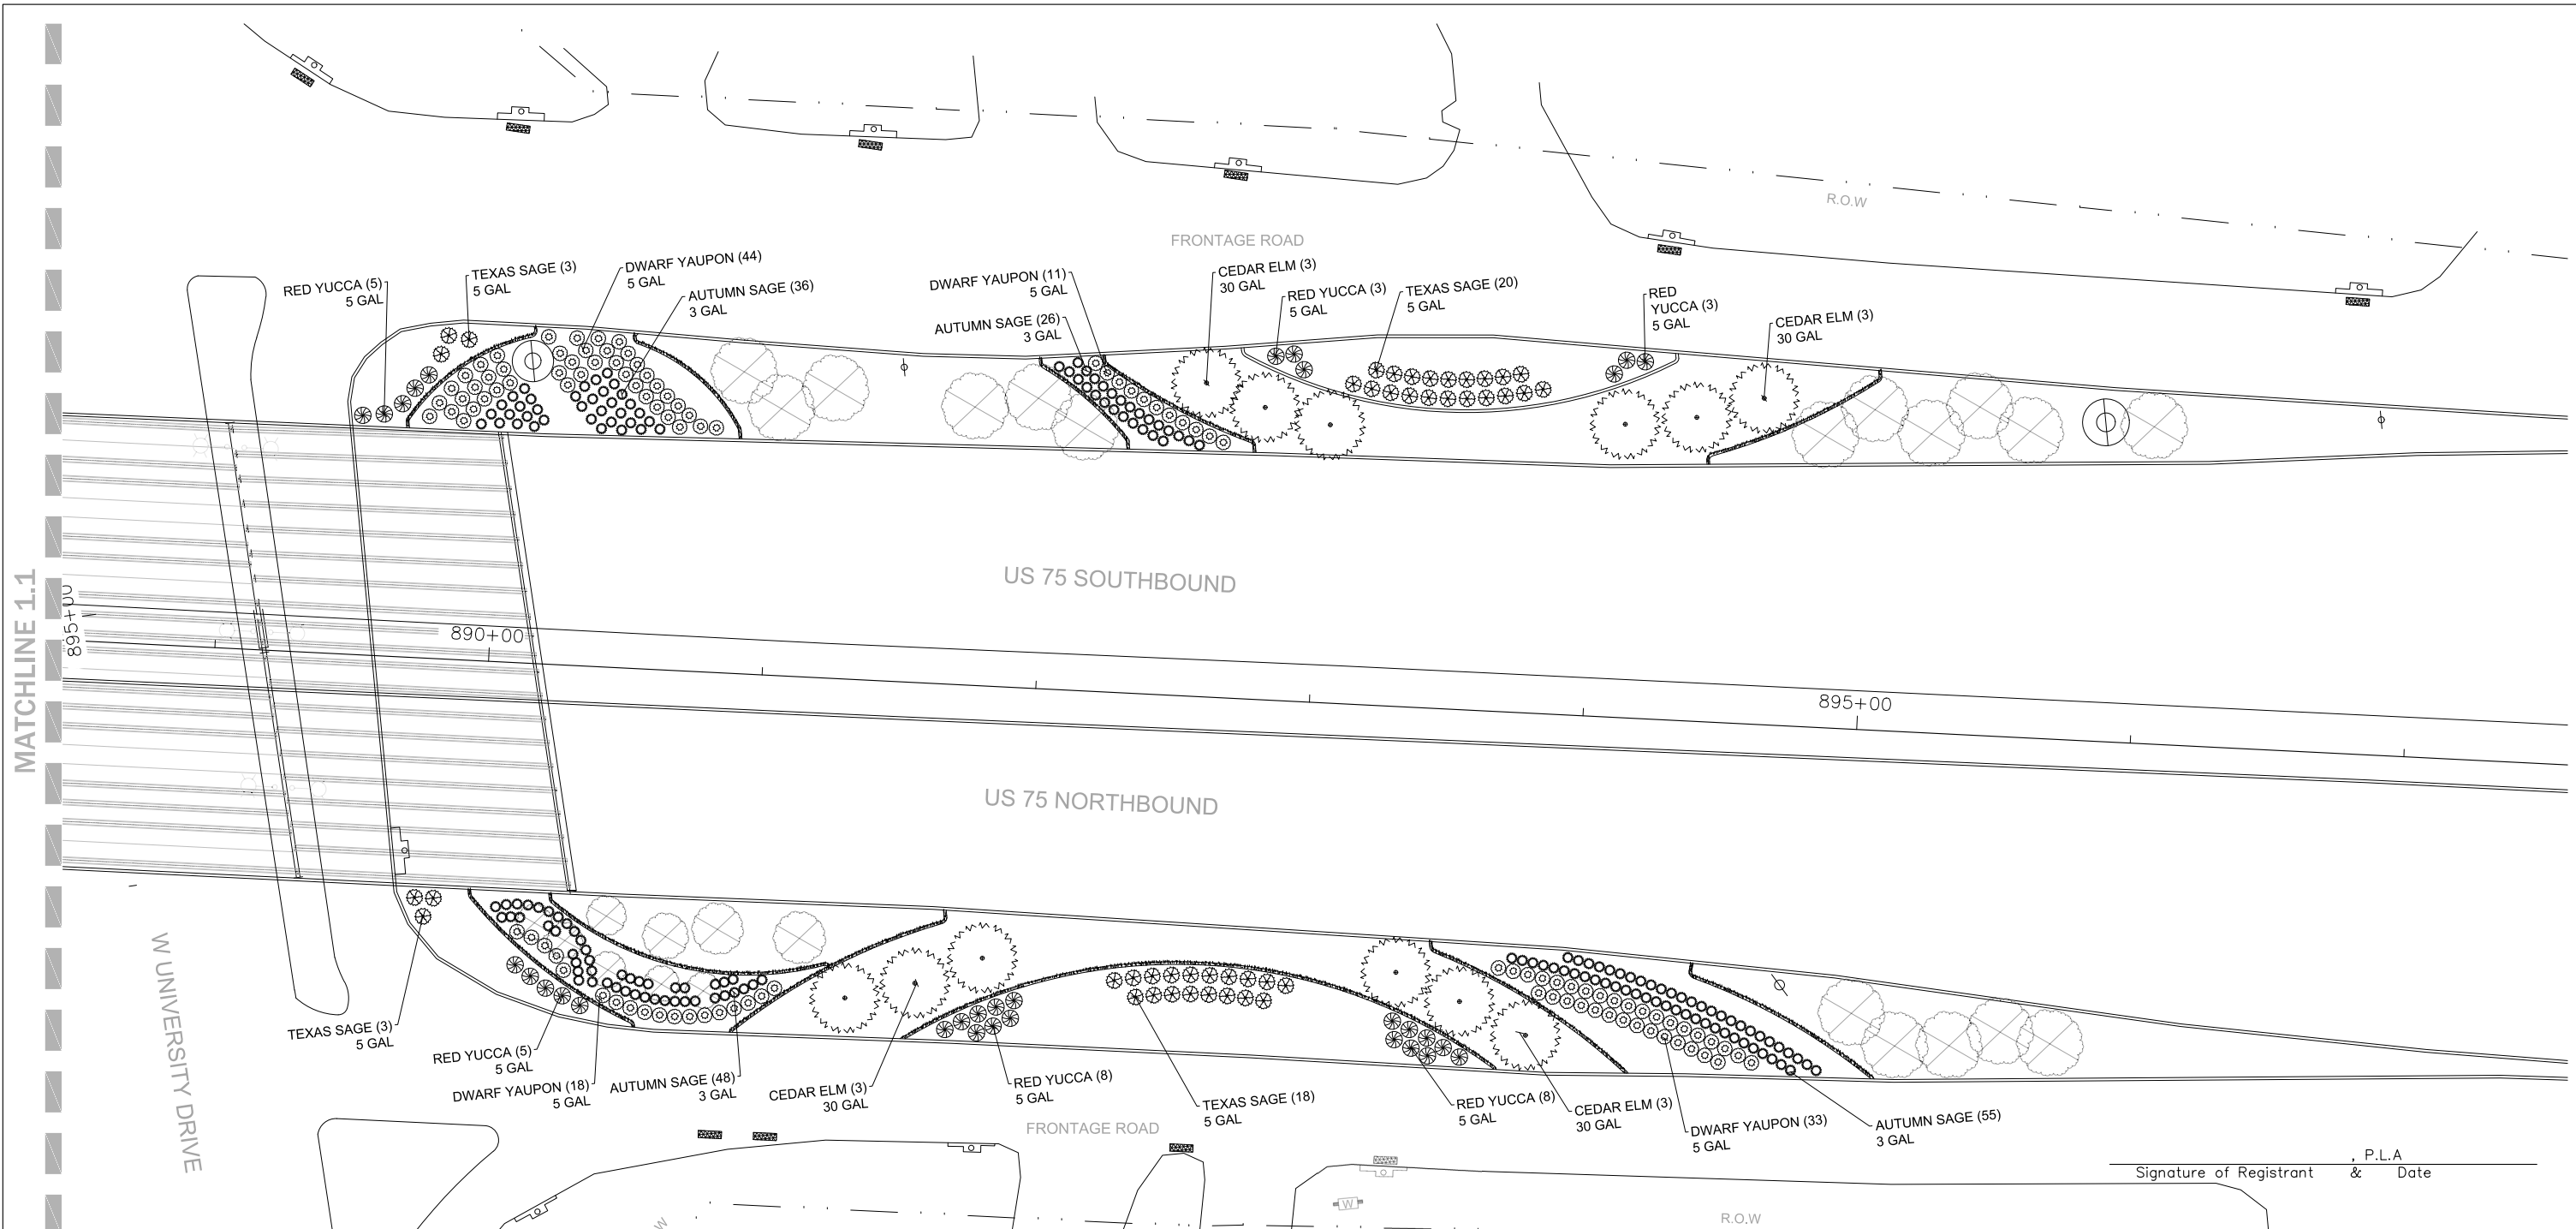 R.O.W
FRONTAGE ROAD
RED YUCCA (5)
5 GAL
TEXAS SAGE (3)
5 GAL
DWARF YAUPON (44)
5 GAL
AUTUMN SAGE (36)
3 GAL
DWARF YAUPON (11)
5 GAL
AUTUMN SAGE (26)
3 GAL
CEDAR ELM (3)
30 GAL
RED YUCCA (3)
5 GAL
TEXAS SAGE (20)
5 GAL
RED
YUCCA (3)
5 GAL
CEDAR ELM (3)
30 GAL
US 75 SOUTHBOUND
MATCHLINE 1.1
895+00
890+00
895+00
US 75 NORTHBOUND
W UNIVERSITY DRIVE
TEXAS SAGE (3)
5 GAL
RED YUCCA (5)
5 GAL
DWARF YAUPON (18)
5 GAL
AUTUMN SAGE (48)
3 GAL
CEDAR ELM (3)
30 GAL
RED YUCCA (8)
5 GAL
TEXAS SAGE (18)
5 GAL
RED YUCCA (8)
5 GAL
CEDAR ELM (3)
30 GAL
DWARF YAUPON (33)
5 GAL
AUTUMN SAGE (55)
3 GAL
FRONTAGE ROAD
, P.L.A
Signature of Registrant & Date
W
W
R.O.W